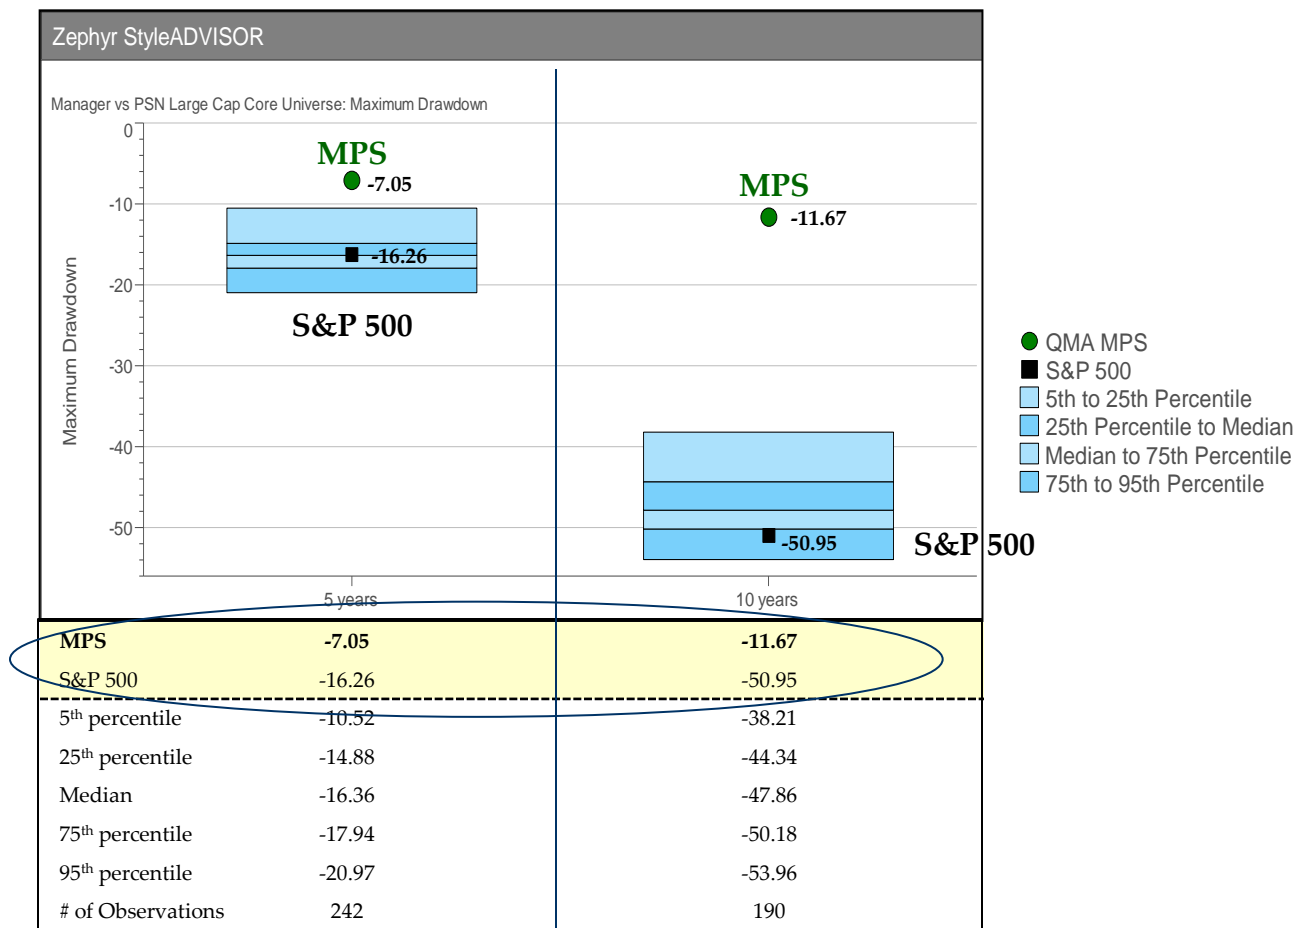 Zephyr StyleADVISOR
Manager vs PSN Large Cap Core Universe: Maximum Drawdown
Maximum Drawdown
0
-10
-20
-30
-40
-50
MPS
-7.05
-16.26
S&P 500
MPS
-11.67
-50.95
S&P 500
5 years 10 years
QMA MPS
S&P 500
5th to 25th Percentile
25th Percentile to Median
Median to 75th Percentile
75th to 95th Percentile
MPS -7.05 -11.67
S&P 500 -16.26 -50.95
5th percentile -10.52 -38.21
25th percentile -14.88 -44.34
Median -16.36 -47.86
75th percentile -17.94 -50.18
95th percentile -20.97 -53.96
# of Observations 242 190